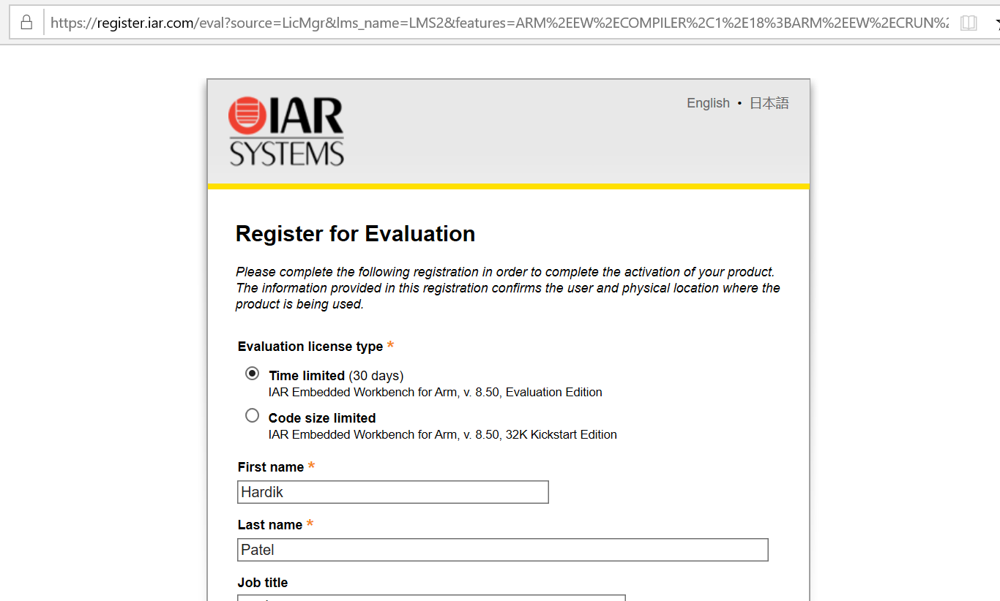 https://register.iar.com/eval?source=LicMgr&lms_name=LMS2&features=ARM%2EEW%2ECOMPILER%2C1%2E18%3BARM%2EEW%2ECRUN%2
IAR
SYSTEMS
English • 日本語
Register for Evaluation
Please complete the following registration in order to complete the activation of your product.
The information provided in this registration confirms the user and physical location where the
product is being used.
Evaluation license type *
Time limited (30 days)
IAR Embedded Workbench for Arm, v. 8.50, Evaluation Edition
Code size limited
IAR Embedded Workbench for Arm, v. 8.50, 32K Kickstart Edition
First name *
Hardik
Last name *
Patel
Job title